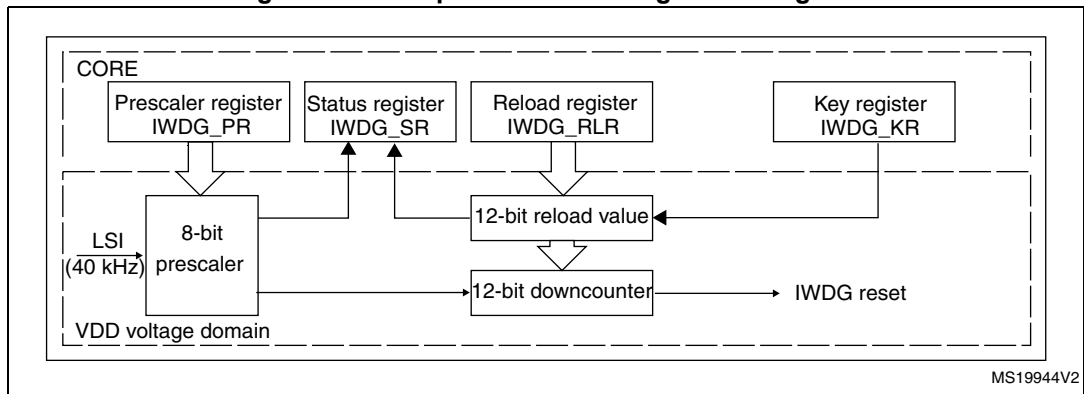 CORE
Prescaler register
IWDG_PR
Status register
IWDG_SR
Reload register
IWDG_RLR
Key register
IWDG_KR
12-bit reload value
8-bit
prescaler
LSI
(40 kHz)
12-bit downcounter
IWDG reset
VDD voltage domain
MS19944V2